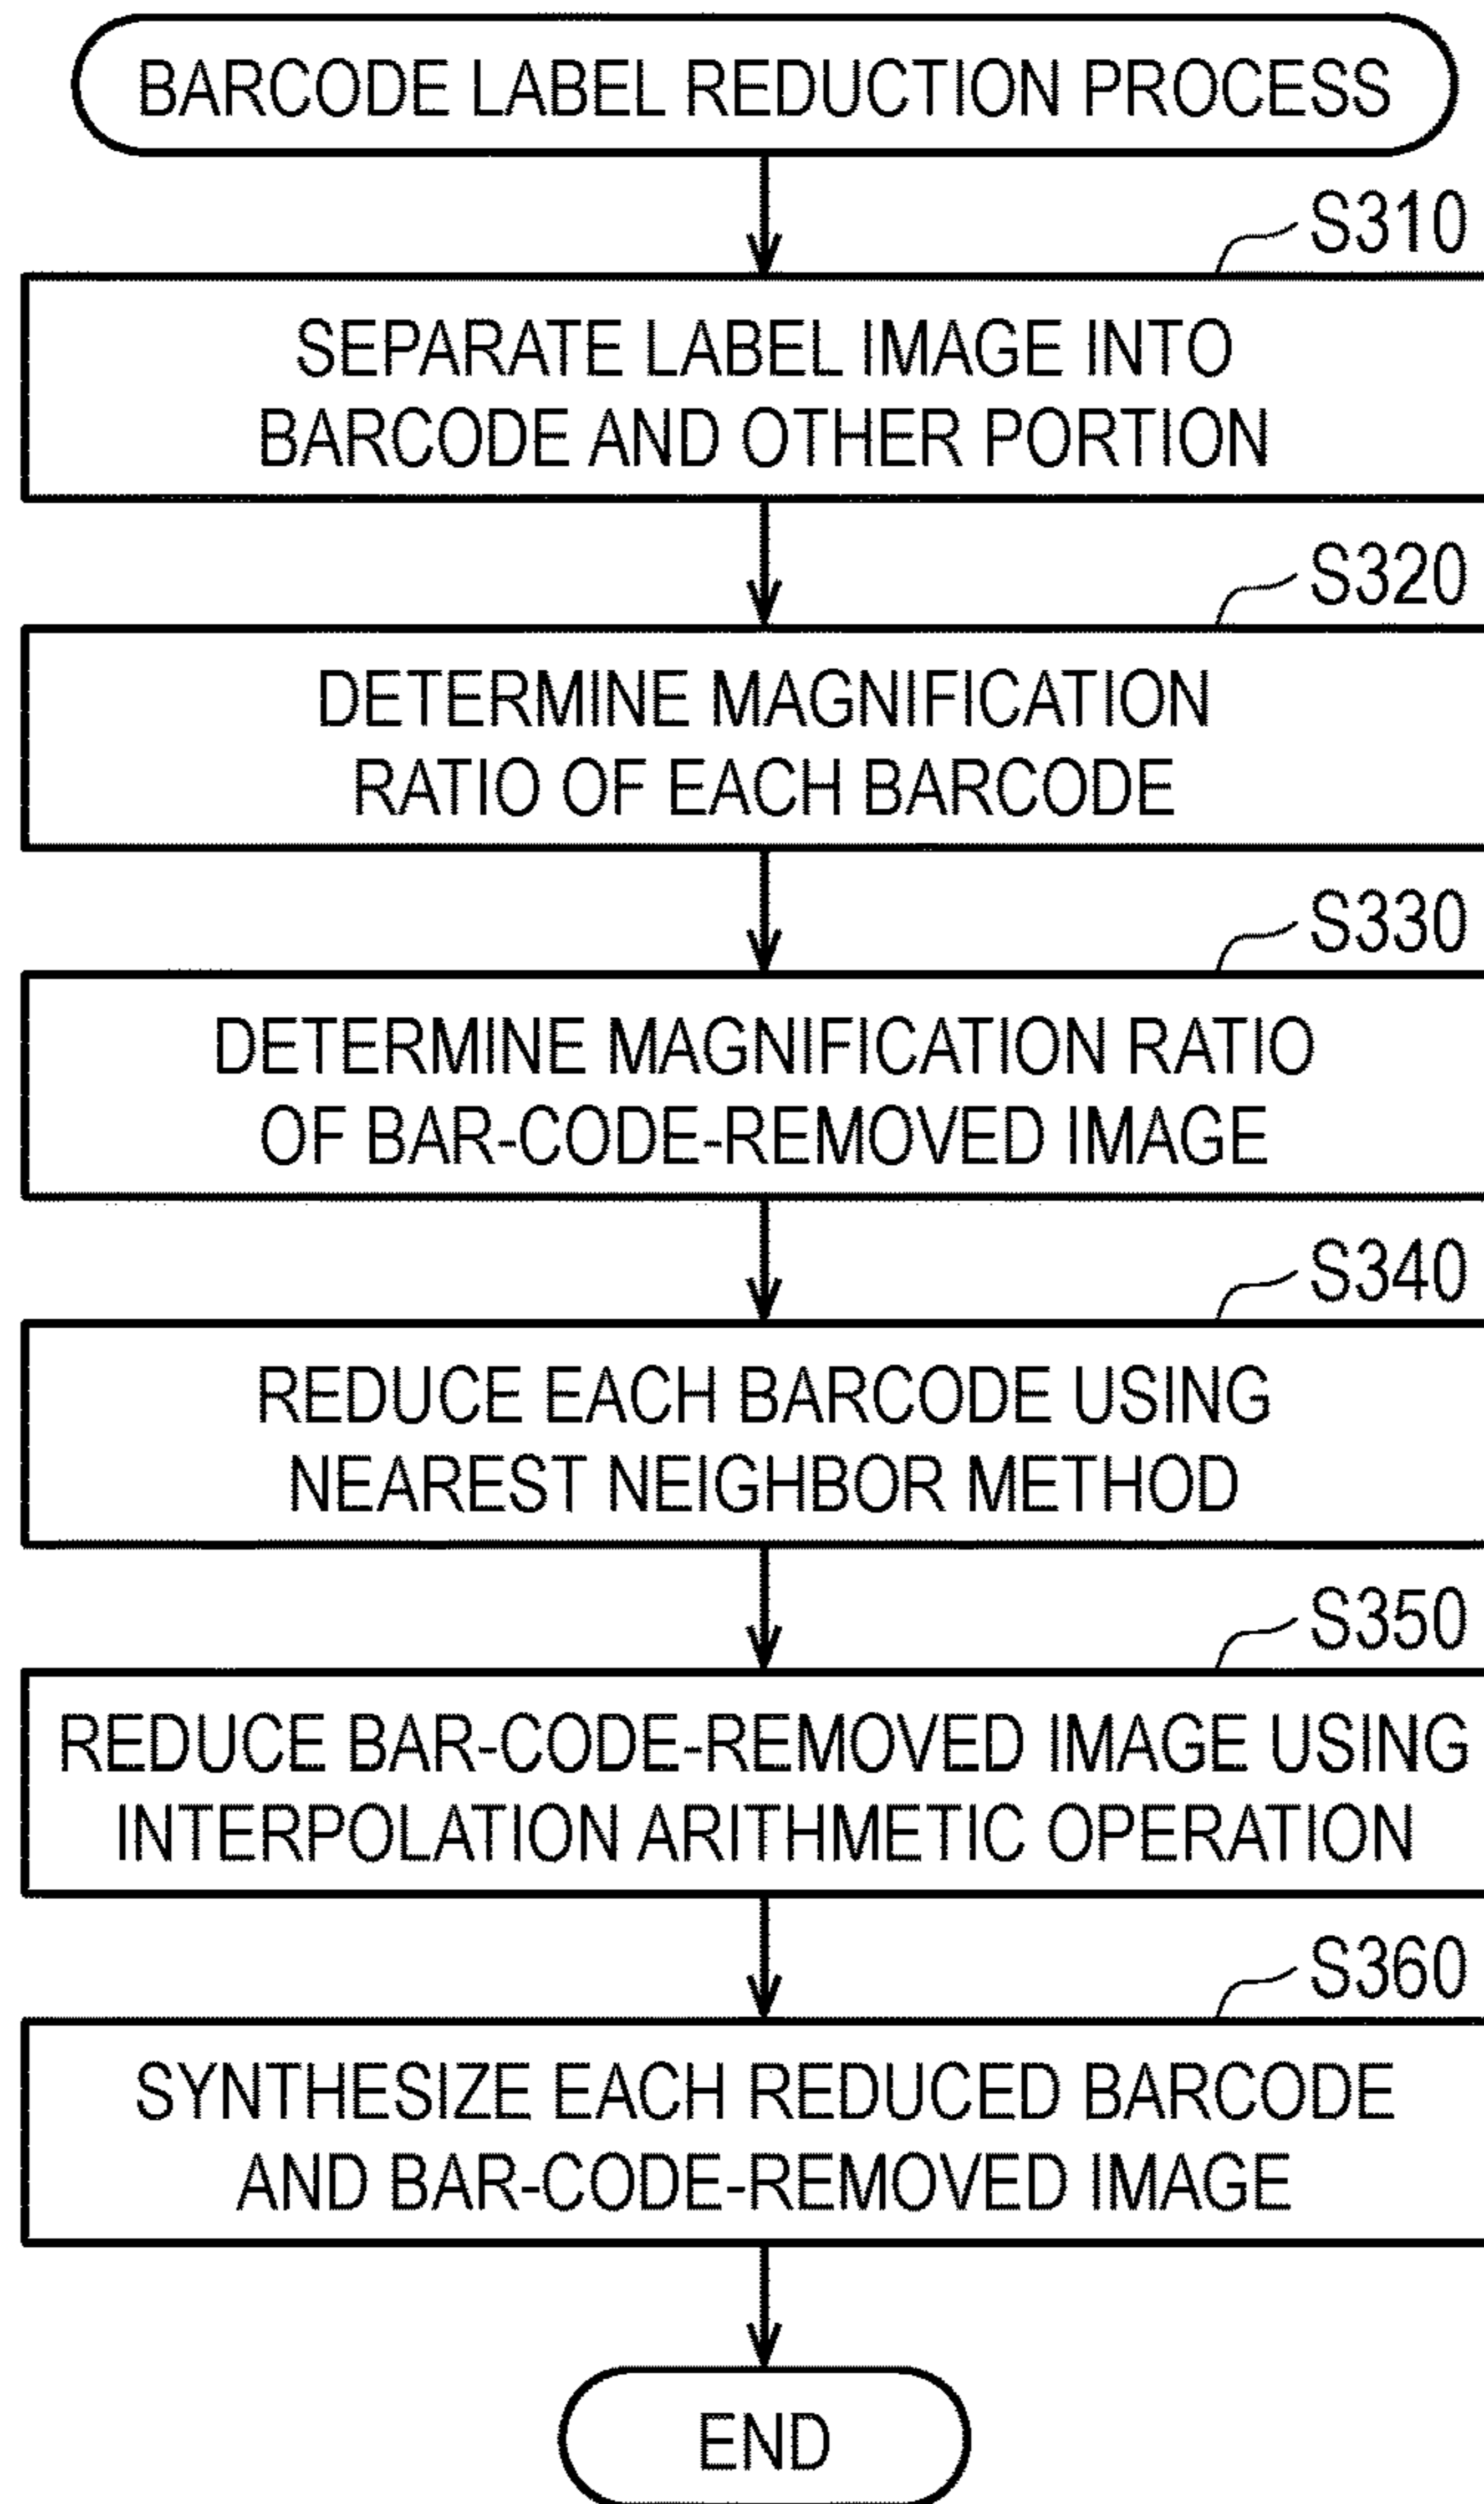 BARCODE LABEL REDUCTION PROCESS
S310
SEPARATE LABEL IMAGE INTO
BARCODE AND OTHER PORTION
S320
DETERMINE MAGNIFICATION
RATIO OF EACH BARCODE
S330
DETERMINE MAGNIFICATION RATIO
OF BAR-CODE-REMOVED IMAGE
S340
REDUCE EACH BARCODE USING
NEAREST NEIGHBOR METHOD
S350
REDUCE BAR-CODE-REMOVED IMAGE USING
INTERPOLATION ARITHMETIC OPERATION
S360
SYNTHESIZE EACH REDUCED BARCODE
AND BAR-CODE-REMOVED IMAGE
END